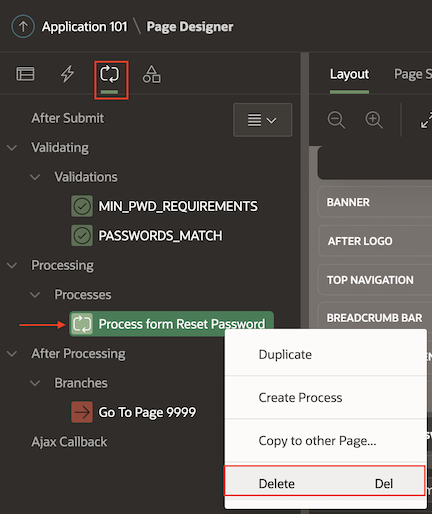 Application 101 \ Page Designer
Layout
Page S
After Submit
Validating
Validations
MIN_PWD_REQUIREMENTS
PASSWORDS_MATCH
Processing
Processes
Process form Reset Password
After Processing
Branches
Go To Page 9999
Ajax Callback
BANNER
AFTER LOGO
TOP NAVIGATION
BREADCRUMB BAR
Duplicate
Create Process
Copy to other Page...
Delete Del